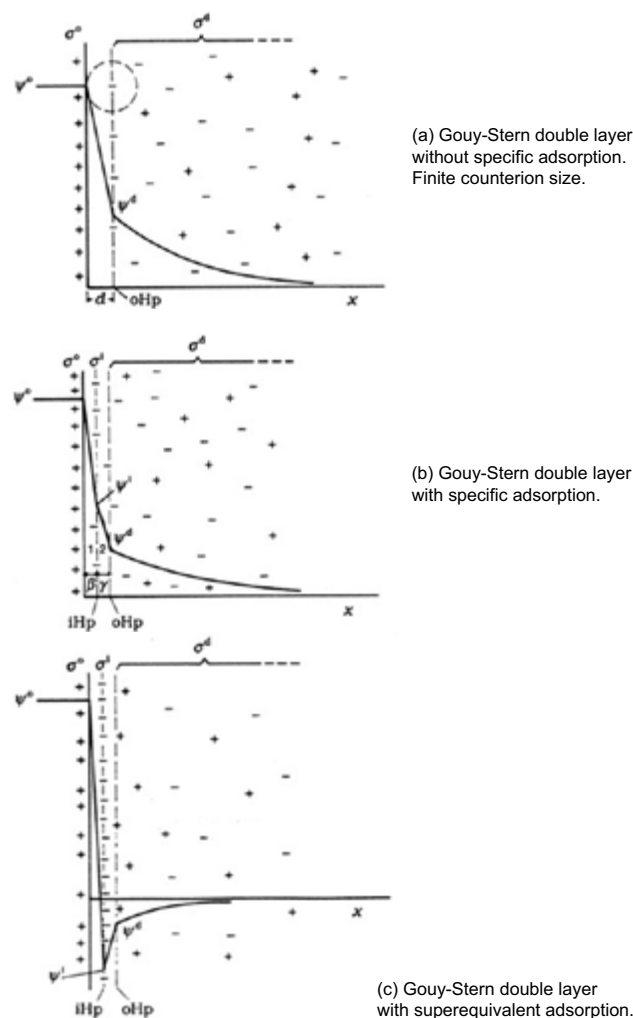 σ° σᵈ
ψ°
ψᵈ
d oHp x
(a) Gouy-Stern double layer
without specific adsorption.
Finite counterion size.
σ° σⁱ σᵈ
ψ°
ψⁱ
ψᵈ
1 2
β γ
iHp oHp x
(b) Gouy-Stern double layer
with specific adsorption.
σ° σⁱ σᵈ
ψ°
x
ψᵈ
ψⁱ
iHp oHp
(c) Gouy-Stern double layer
with superequivalent adsorption.